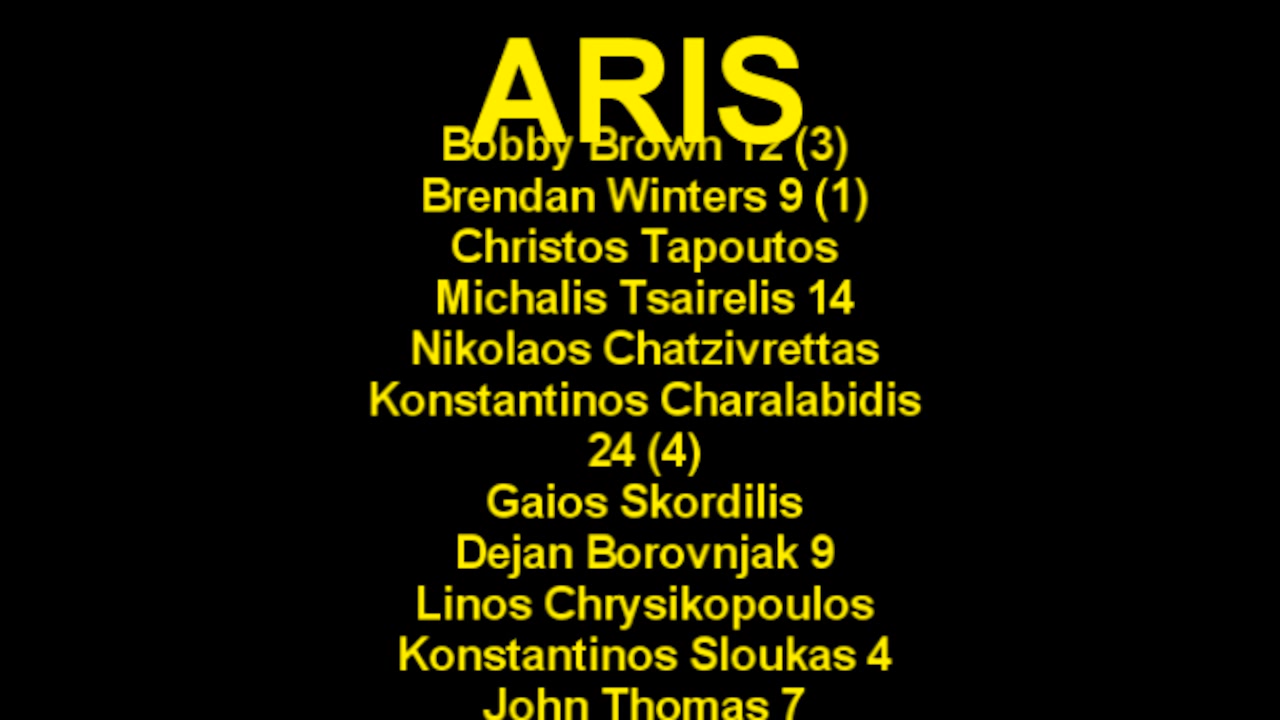 ARIS
Bobby Brown 12 (3)
Brendan Winters 9 (1)
Christos Tapoutos
Michalis Tsairelis 14
Nikolaos Chatzivrettas
Konstantinos Charalabidis
24 (4)
Gaios Skordilis
Dejan Borovnjak 9
Linos Chrysikopoulos
Konstantinos Sloukas 4
John Thomas 7